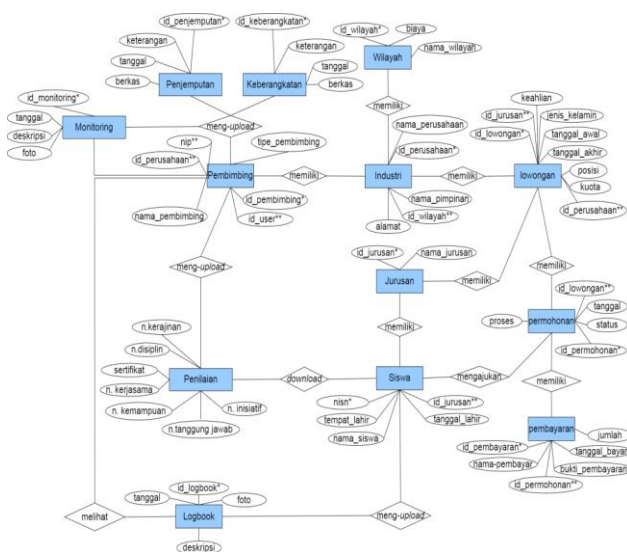 id_penjemputan*
id_keberangkatan*
keterangan
keterangan
tanggal
tanggal
berkas
berkas
Penjemputan
Keberangkatan
id_wilayah*
biaya
Wilayah
nama_wilayah
id_monitoring*
tanggal
deskripsi
foto
Monitoring
meng-upload
memiliki
nip**
tipe_pembimbing
id_perusahaan**
Pembimbing
nama_pembimbing
id_pembimbing*
id_user**
memiliki
nama_perusahaan
id_perusahaan*
Industri
nama_pimpinan
id_wilayah**
alamat
memiliki
keahlian
id_jurusan**
jenis_kelamin
id_lowongan*
tanggal_awal
tanggal_akhir
lowongan
posisi
kuota
id_perusahaan**
meng-upload
id_jurusan*
nama_jurusan
Jurusan
memiliki
memiliki
memiliki
id_lowongan**
tanggal
proses
permohonan
status
id_permohonan*
n.kerajinan
n.disiplin
sertifikat
n. kerjasama
Penilaian
n. kemampuan
n. inisiatif
n.tanggung jawab
download
Siswa
mengajukan
nisn*
id_jurusan**
tempat_lahir
tanggal_lahir
nama_siswa
memiliki
pembayaran
jumlah
id_pembayaran*
tanggal_bayar
nama-pembayar
bukti_pembayaran
id_permohonan**
melihat
id_logbook*
tanggal
foto
Logbook
deskripsi
meng-upload